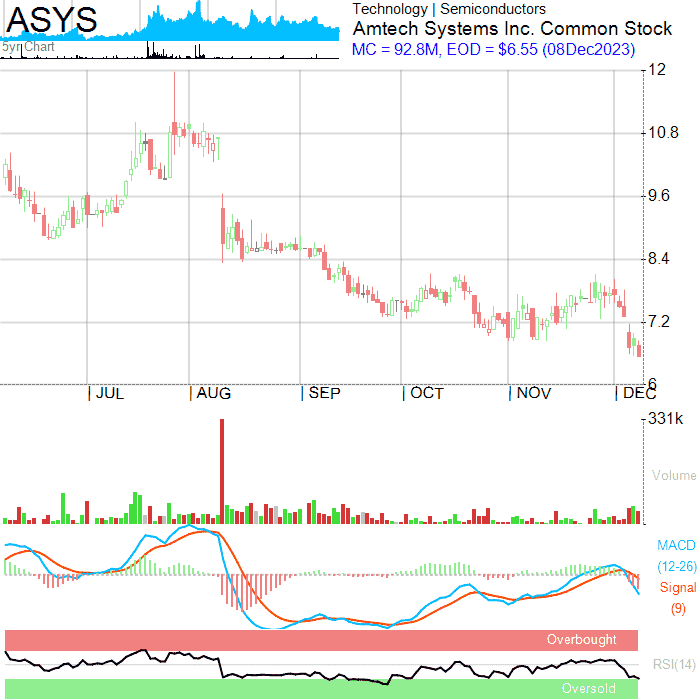 ASYS
5yr Chart
Technology | Semiconductors
Amtech Systems Inc. Common Stock
MC = 92.8M, EOD = $6.55 (08Dec2023)
12
10.8
9.6
8.4
7.2
6
| JUL | AUG | SEP | OCT | NOV | DEC
331k
Volume
MACD
(12-26)
Signal
(9)
Overbought
RSI(14)
Oversold